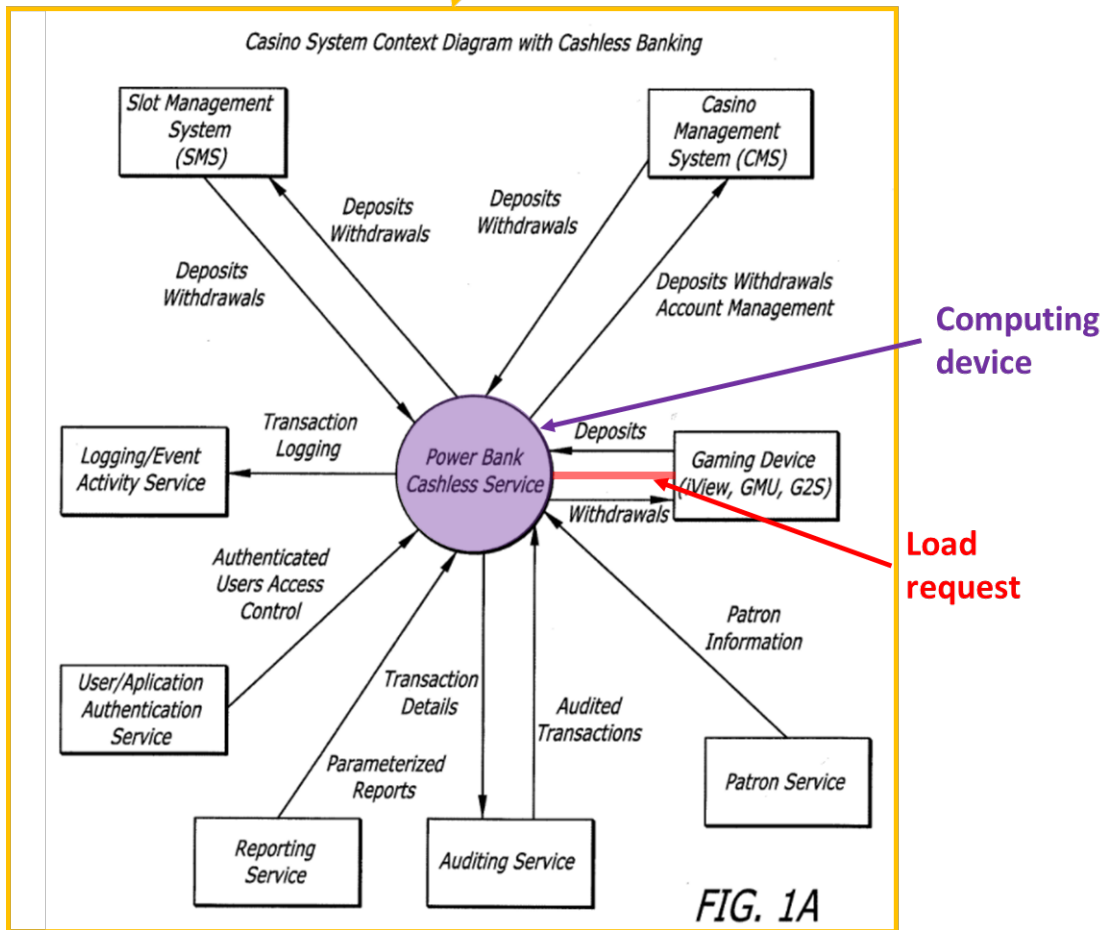 Casino System Context Diagram with Cashless Banking
Slot Management
System
(SMS)
Casino
Management
System (CMS)
Deposits
Withdrawals
Deposits
Withdrawals
Deposits
Withdrawals
Deposits Withdrawals
Account Management
Computing
device
Transaction
Logging
Logging/Event
Activity Service
Power Bank
Cashless Service
Deposits
Gaming Device
(iView, GMU, G2S)
Withdrawals
Load
request
Authenticated
Users Access
Control
Patron
Information
User/Aplication
Authentication
Service
Transaction
Details
Audited
Transactions
Parameterized
Reports
Patron Service
Reporting
Service
Auditing Service
FIG. 1A